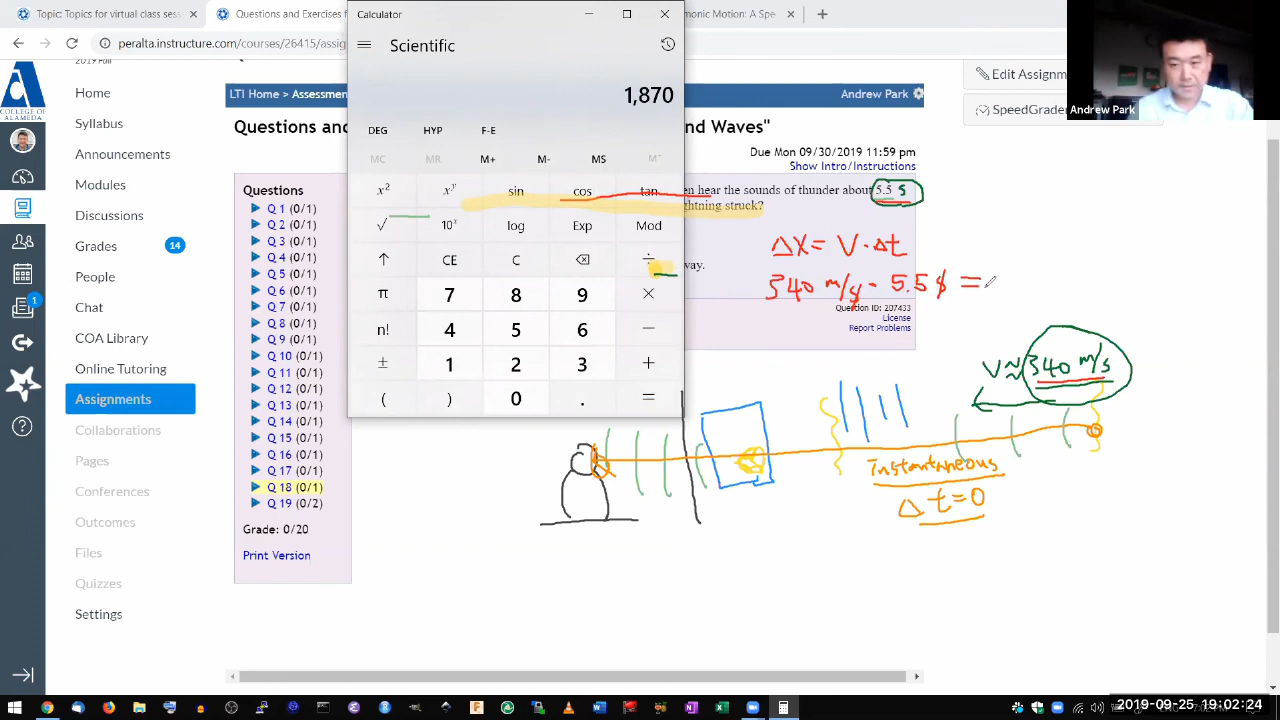 Topic: Topics for virtual class sess
Questions and Exercises f
Calculator
monic Motion: A Spe
peralta.instructure.com/courses/26415/assig
2019 Fall
COLLEGE OF
ALAMEDA
Home
Syllabus
Announcements
Modules
Discussions
Grades
14
People
1
Chat
COA Library
Online Tutoring
Assignments
Collaborations
Pages
Conferences
Outcomes
Files
Quizzes
Settings
LTI Home > Assessmen
Andrew Park
Questions an
nd Waves"
Due Mon 09/30/2019 11:59 pm
Show Intro/Instructions
Questions
Q 1 (0/1)
Q 2 (0/1)
Q 3 (0/1)
Q 4 (0/1)
Q 5 (0/1)
Q 6 (0/1)
Q 7 (0/1)
Q 8 (0/1)
Q 9 (0/1)
Q 10 (0/1)
Q 11 (0/1)
Q 12 (0/1)
Q 13 (0/1)
Q 14 (0/1)
Q 15 (0/1)
Q 16 (0/1)
Q 17 (0/1)
Q 18 (0/1)
Q 19 (0/2)
Grade: 0/20
Print Version
Scientific
1,870
DEG HYP F-E
MC MR M+ M- MS M˅
x² xʸ sin cos tan
√ 10ˣ log Exp Mod
↑ CE C ⌫ ÷
π 7 8 9 ×
n! 4 5 6 −
± 1 2 3 +
( ) 0 . =
en hear the sounds of thunder about 5.5 s
ghtning struck?
way.
Δx = V·Δt
340 m/s · 5.5 s =
Question ID: 207433
License
Report Problems
V≈340 m/s
Instantaneous
Δt=0
Edit Assignm
SpeedGrader
Andrew Park
2019-09-25 19:02:24